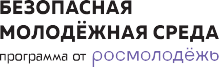 БЕЗОПАСНАЯ
МОЛОДЁЖНАЯ СРЕДА
программа от росмолодёжь